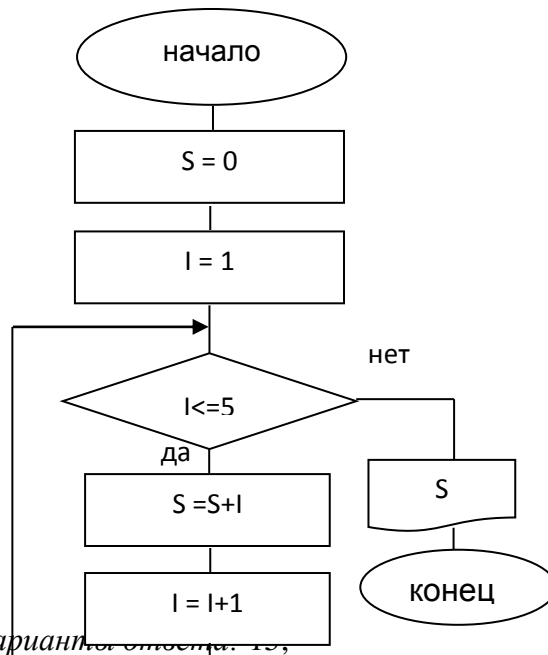 начало
S = 0
I = 1
нет
I<=5
да
S =S+I
S
I = I+1
конец